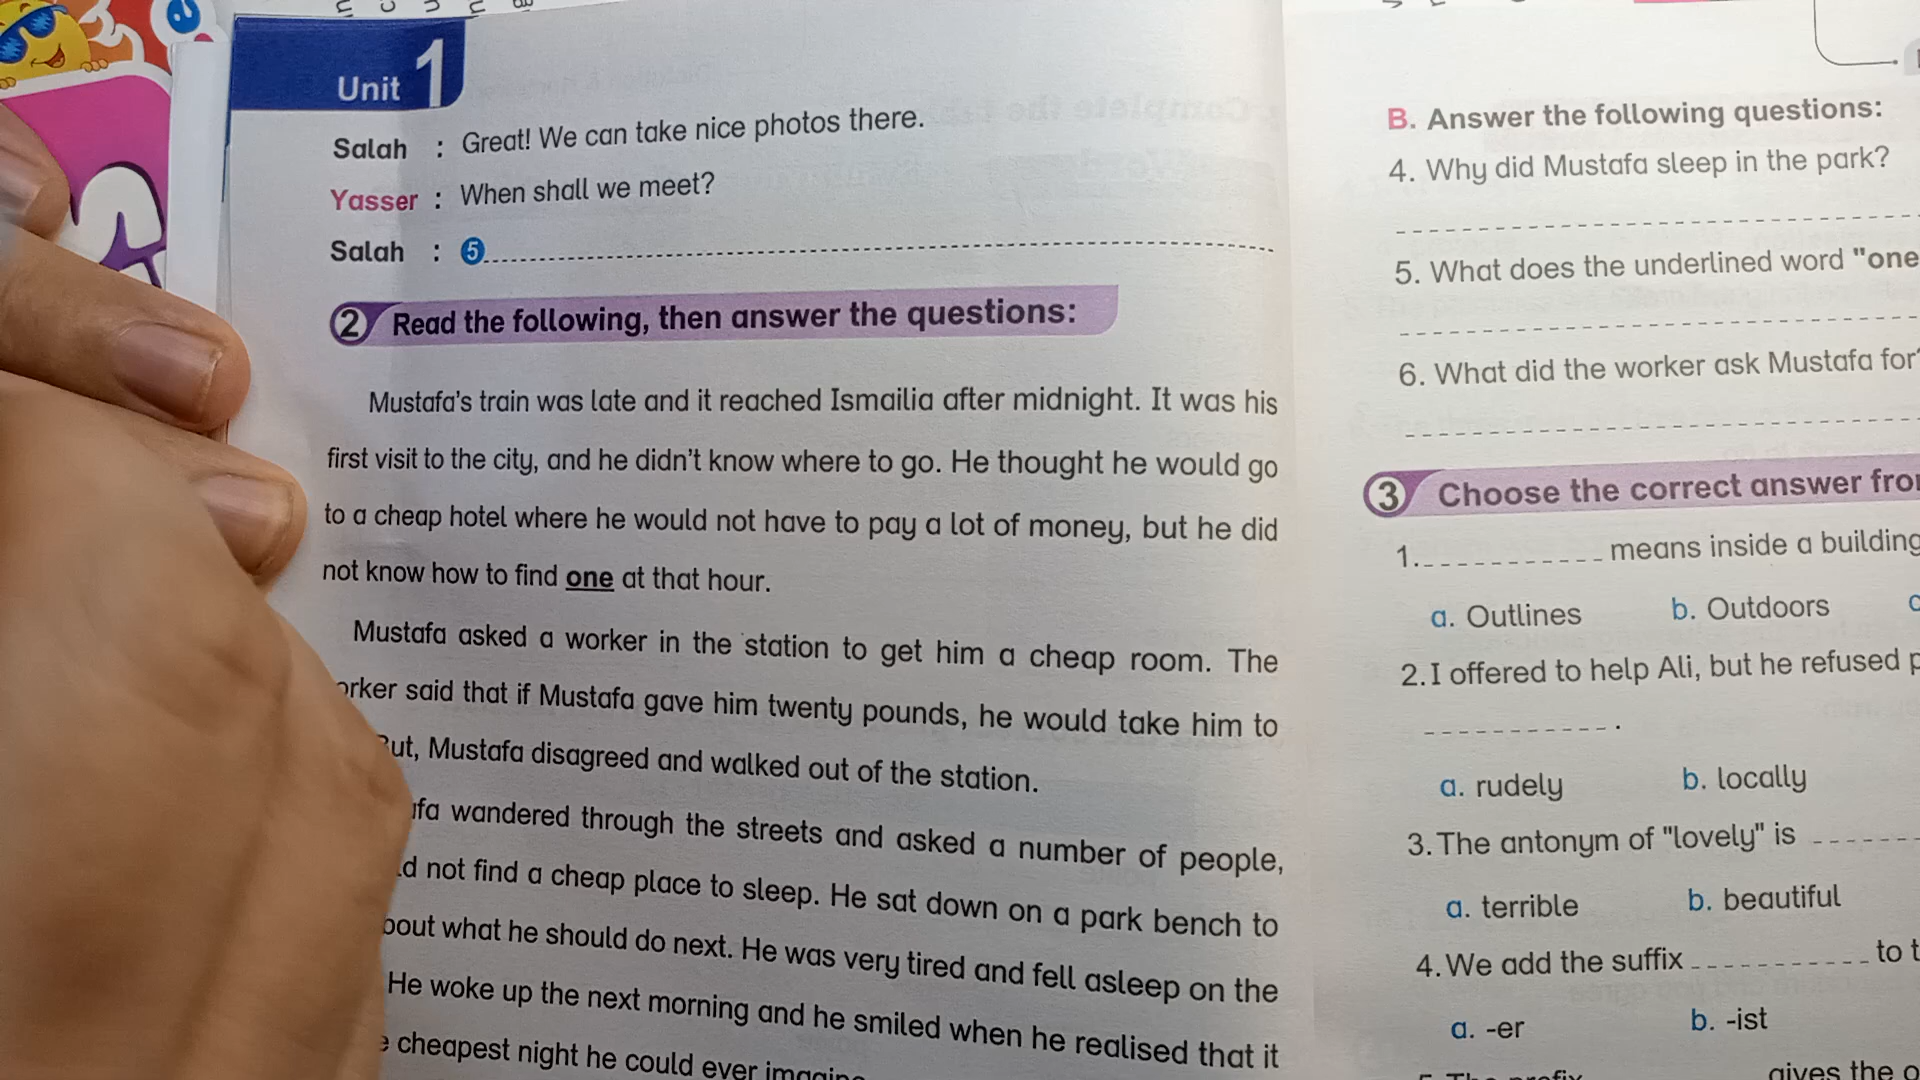 Unit 1
Salah : Great! We can take nice photos there.
Yasser : When shall we meet?
Salah : 5
2 Read the following, then answer the questions:
Mustafa's train was late and it reached Ismailia after midnight. It was his
first visit to the city, and he didn't know where to go. He thought he would go
to a cheap hotel where he would not have to pay a lot of money, but he did
not know how to find one at that hour.
Mustafa asked a worker in the station to get him a cheap room. The
said that if Mustafa gave him twenty pounds, he would take him to
Mustafa disagreed and walked out of the station.
wandered through the streets and asked a number of people,
not find a cheap place to sleep. He sat down on a park bench to
what he should do next. He was very tired and fell asleep on the
He woke up the next morning and he smiled when he realised that it
cheapest night he could ever
B. Answer the following questions:
4. Why did Mustafa sleep in the park?
5. What does the underlined word "one
6. What did the worker ask Mustafa for
3 Choose the correct answer
1. means inside a building
a. Outlines b. Outdoors
2. I offered to help Ali, but he refused
.
a. rudely b. locally
3. The antonym of "lovely" is
a. terrible b. beautiful
4. We add the suffix to
a. -er b. -ist
gives the